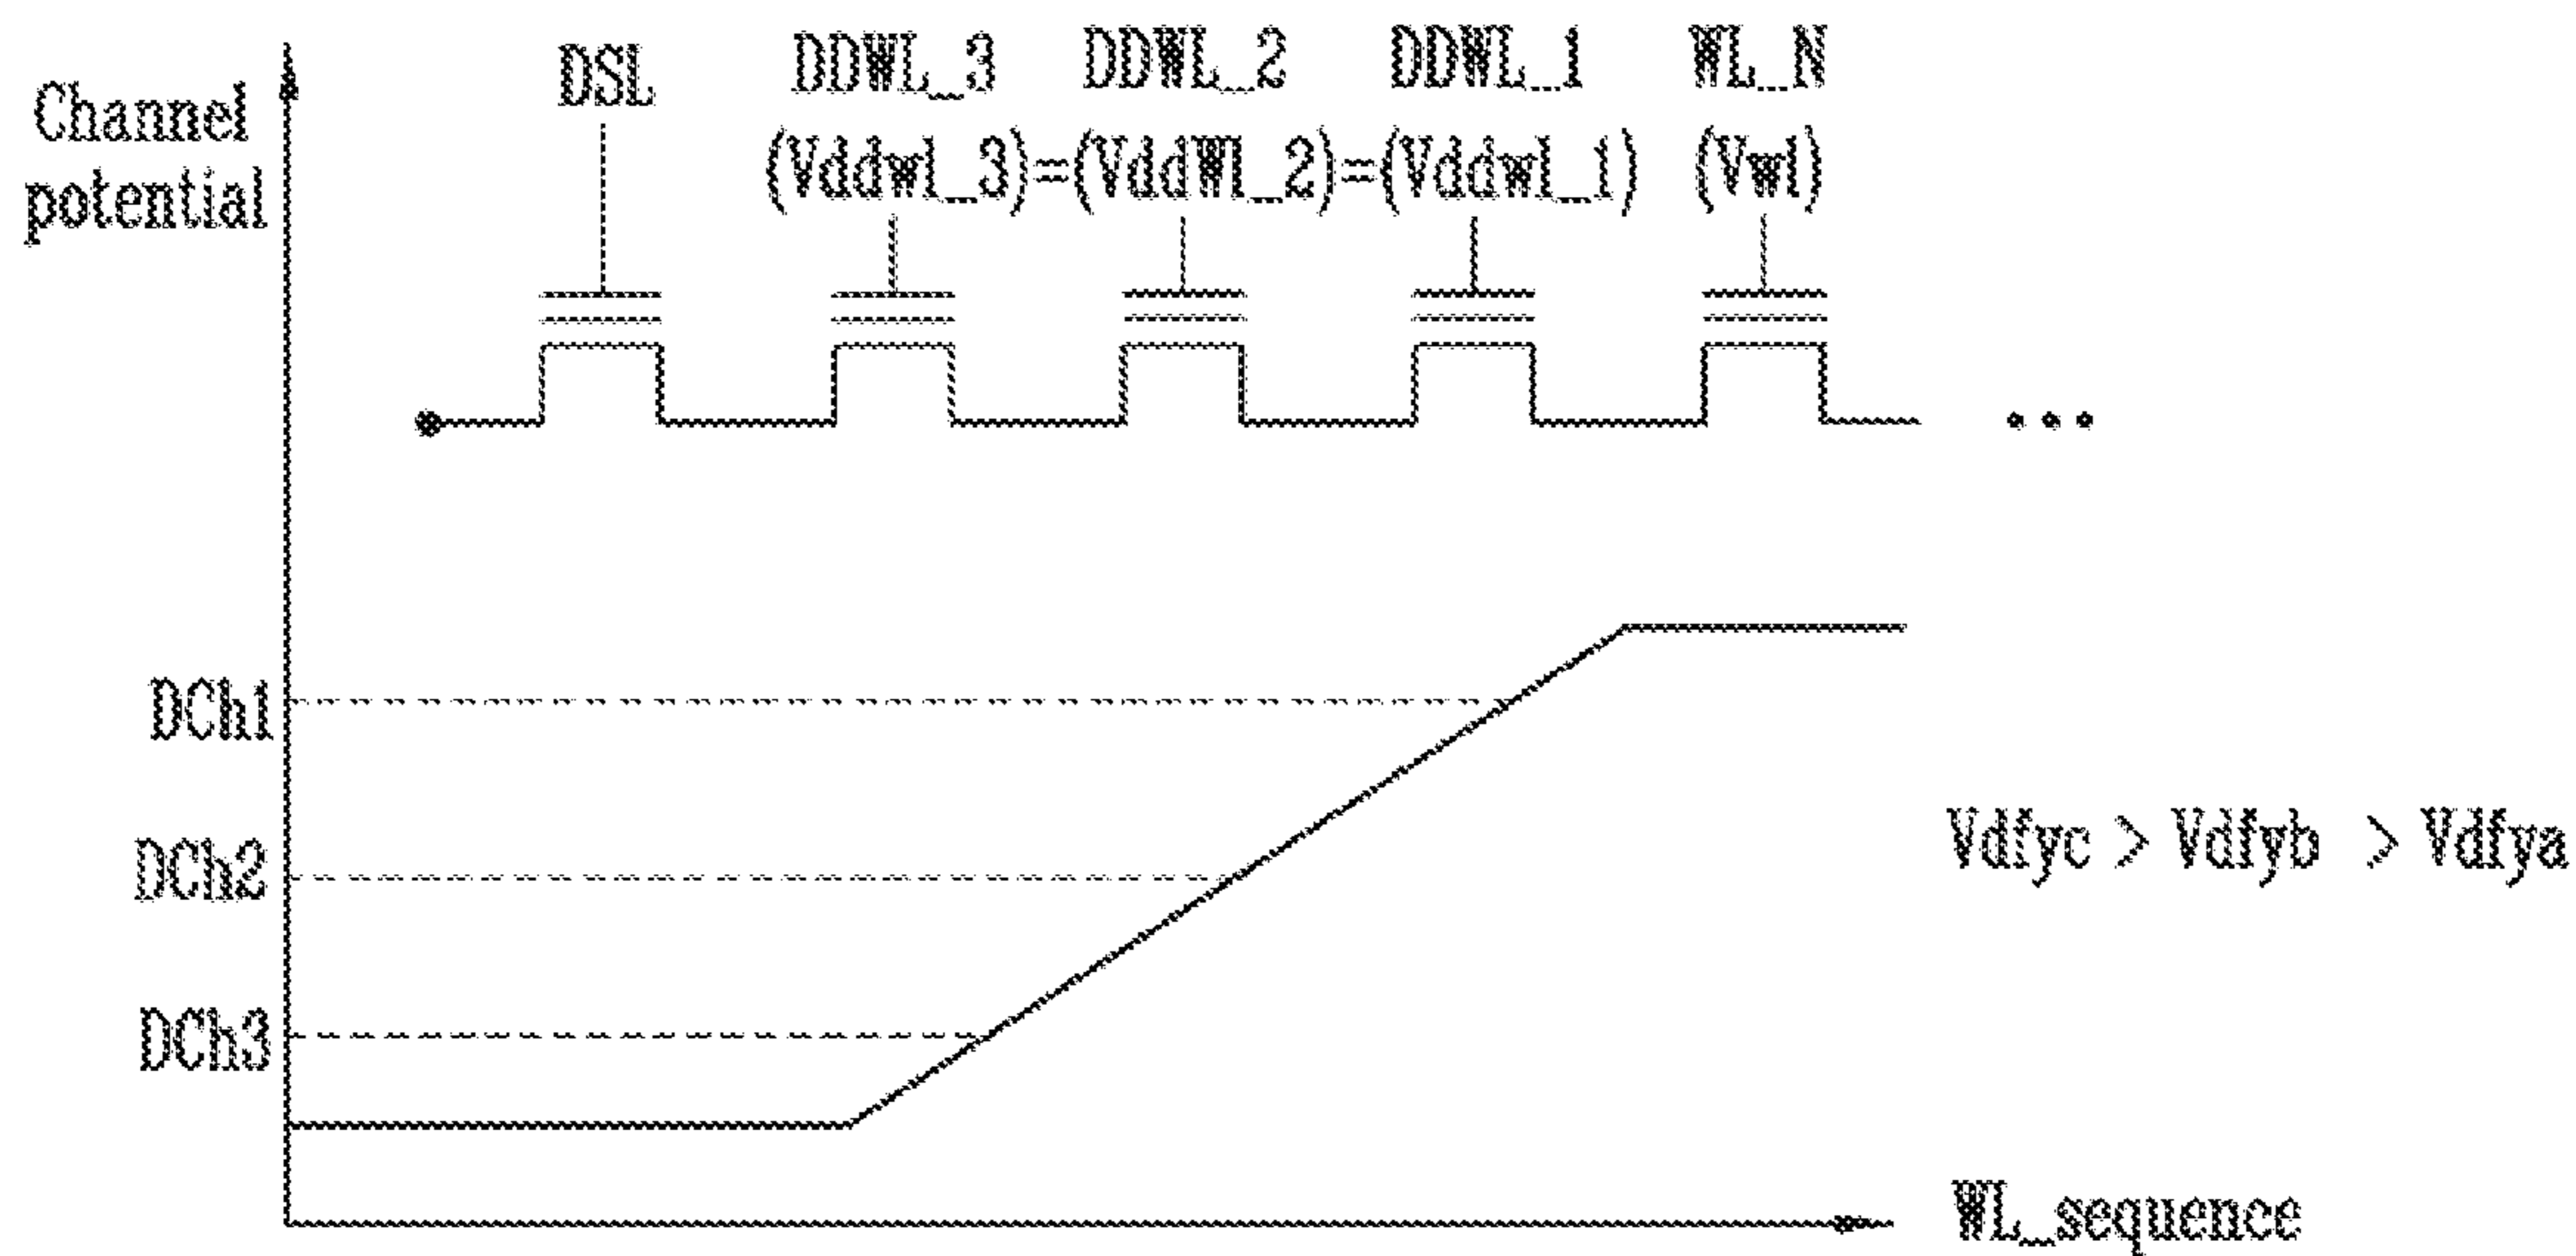 Channel
potential
DSL
DDWL_3 DDWL_2 DDWL_1 WL_N
(Vddwl_3)=(VddWl_2)=(Vddwl_1) (Vwl)
DCh1
DCh2
Vdfyc > Vdfyb > Vdfya
DCh3
WL_sequence